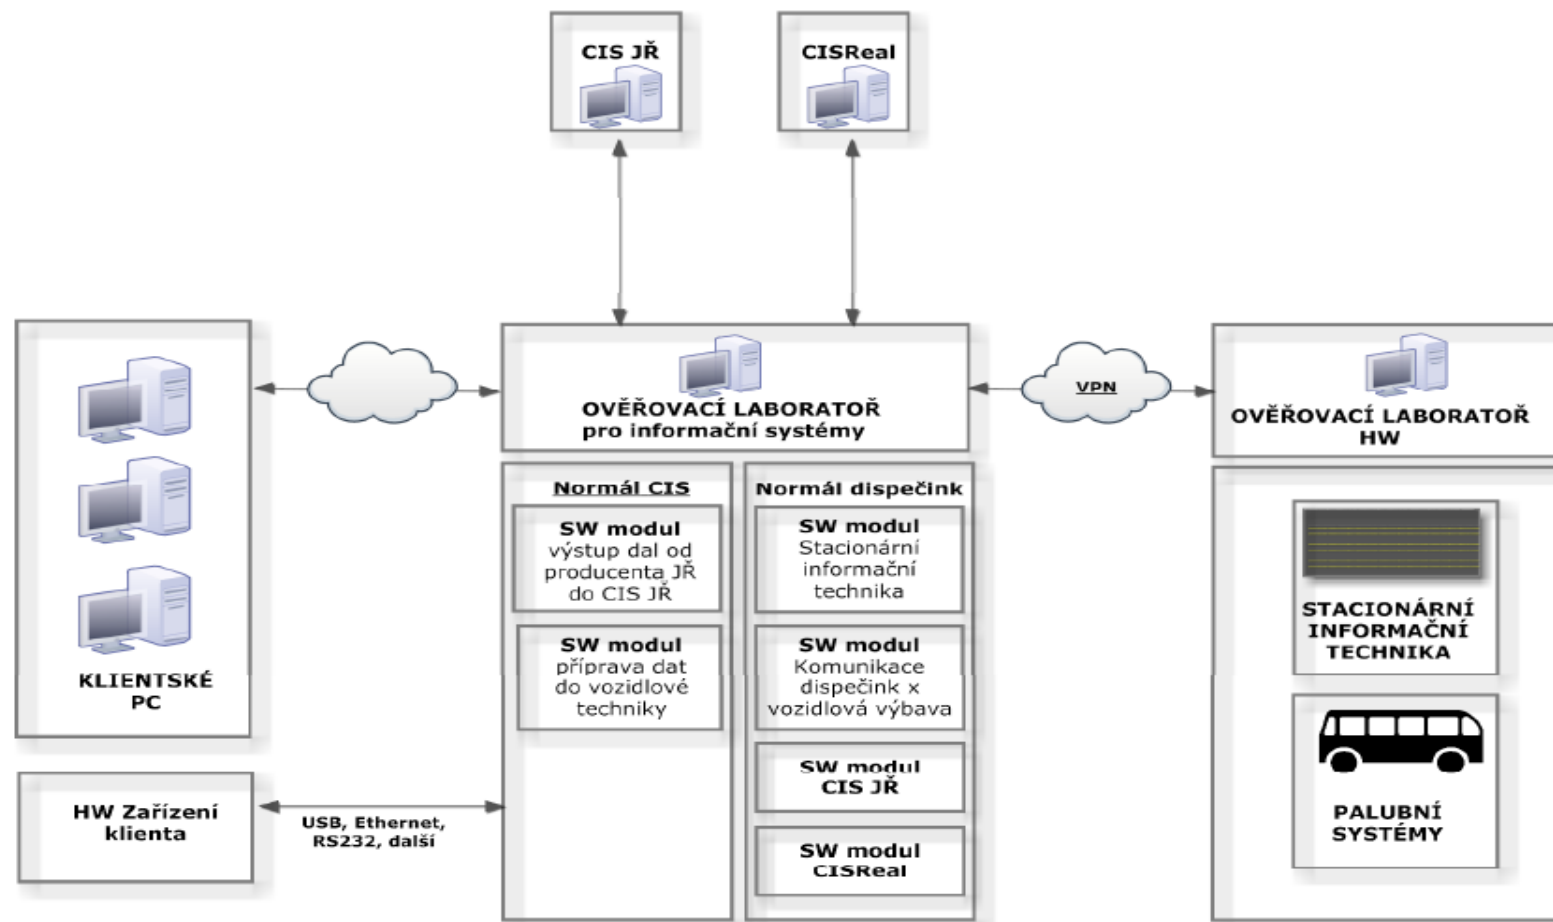 CIS JŘ
CISReal
OVĚŘOVACÍ LABORATOŘ
pro informační systémy
VPN
OVĚŘOVACÍ LABORATOŘ
HW
KLIENTSKÉ
PC
HW Zařízení
klienta
USB, Ethernet,
RS232, další
Normál CIS
SW modul
výstup dal od
producenta JŘ
do CIS JŘ
SW modul
příprava dat
do vozidlové
techniky
Normál dispečink
SW modul
Stacionární
informační
technika
SW modul
Komunikace
dispečink x
vozidlová výbava
SW modul
CIS JŘ
SW modul
CISReal
STACIONÁRNÍ
INFORMAČNÍ
TECHNIKA
PALUBNÍ
SYSTÉMY